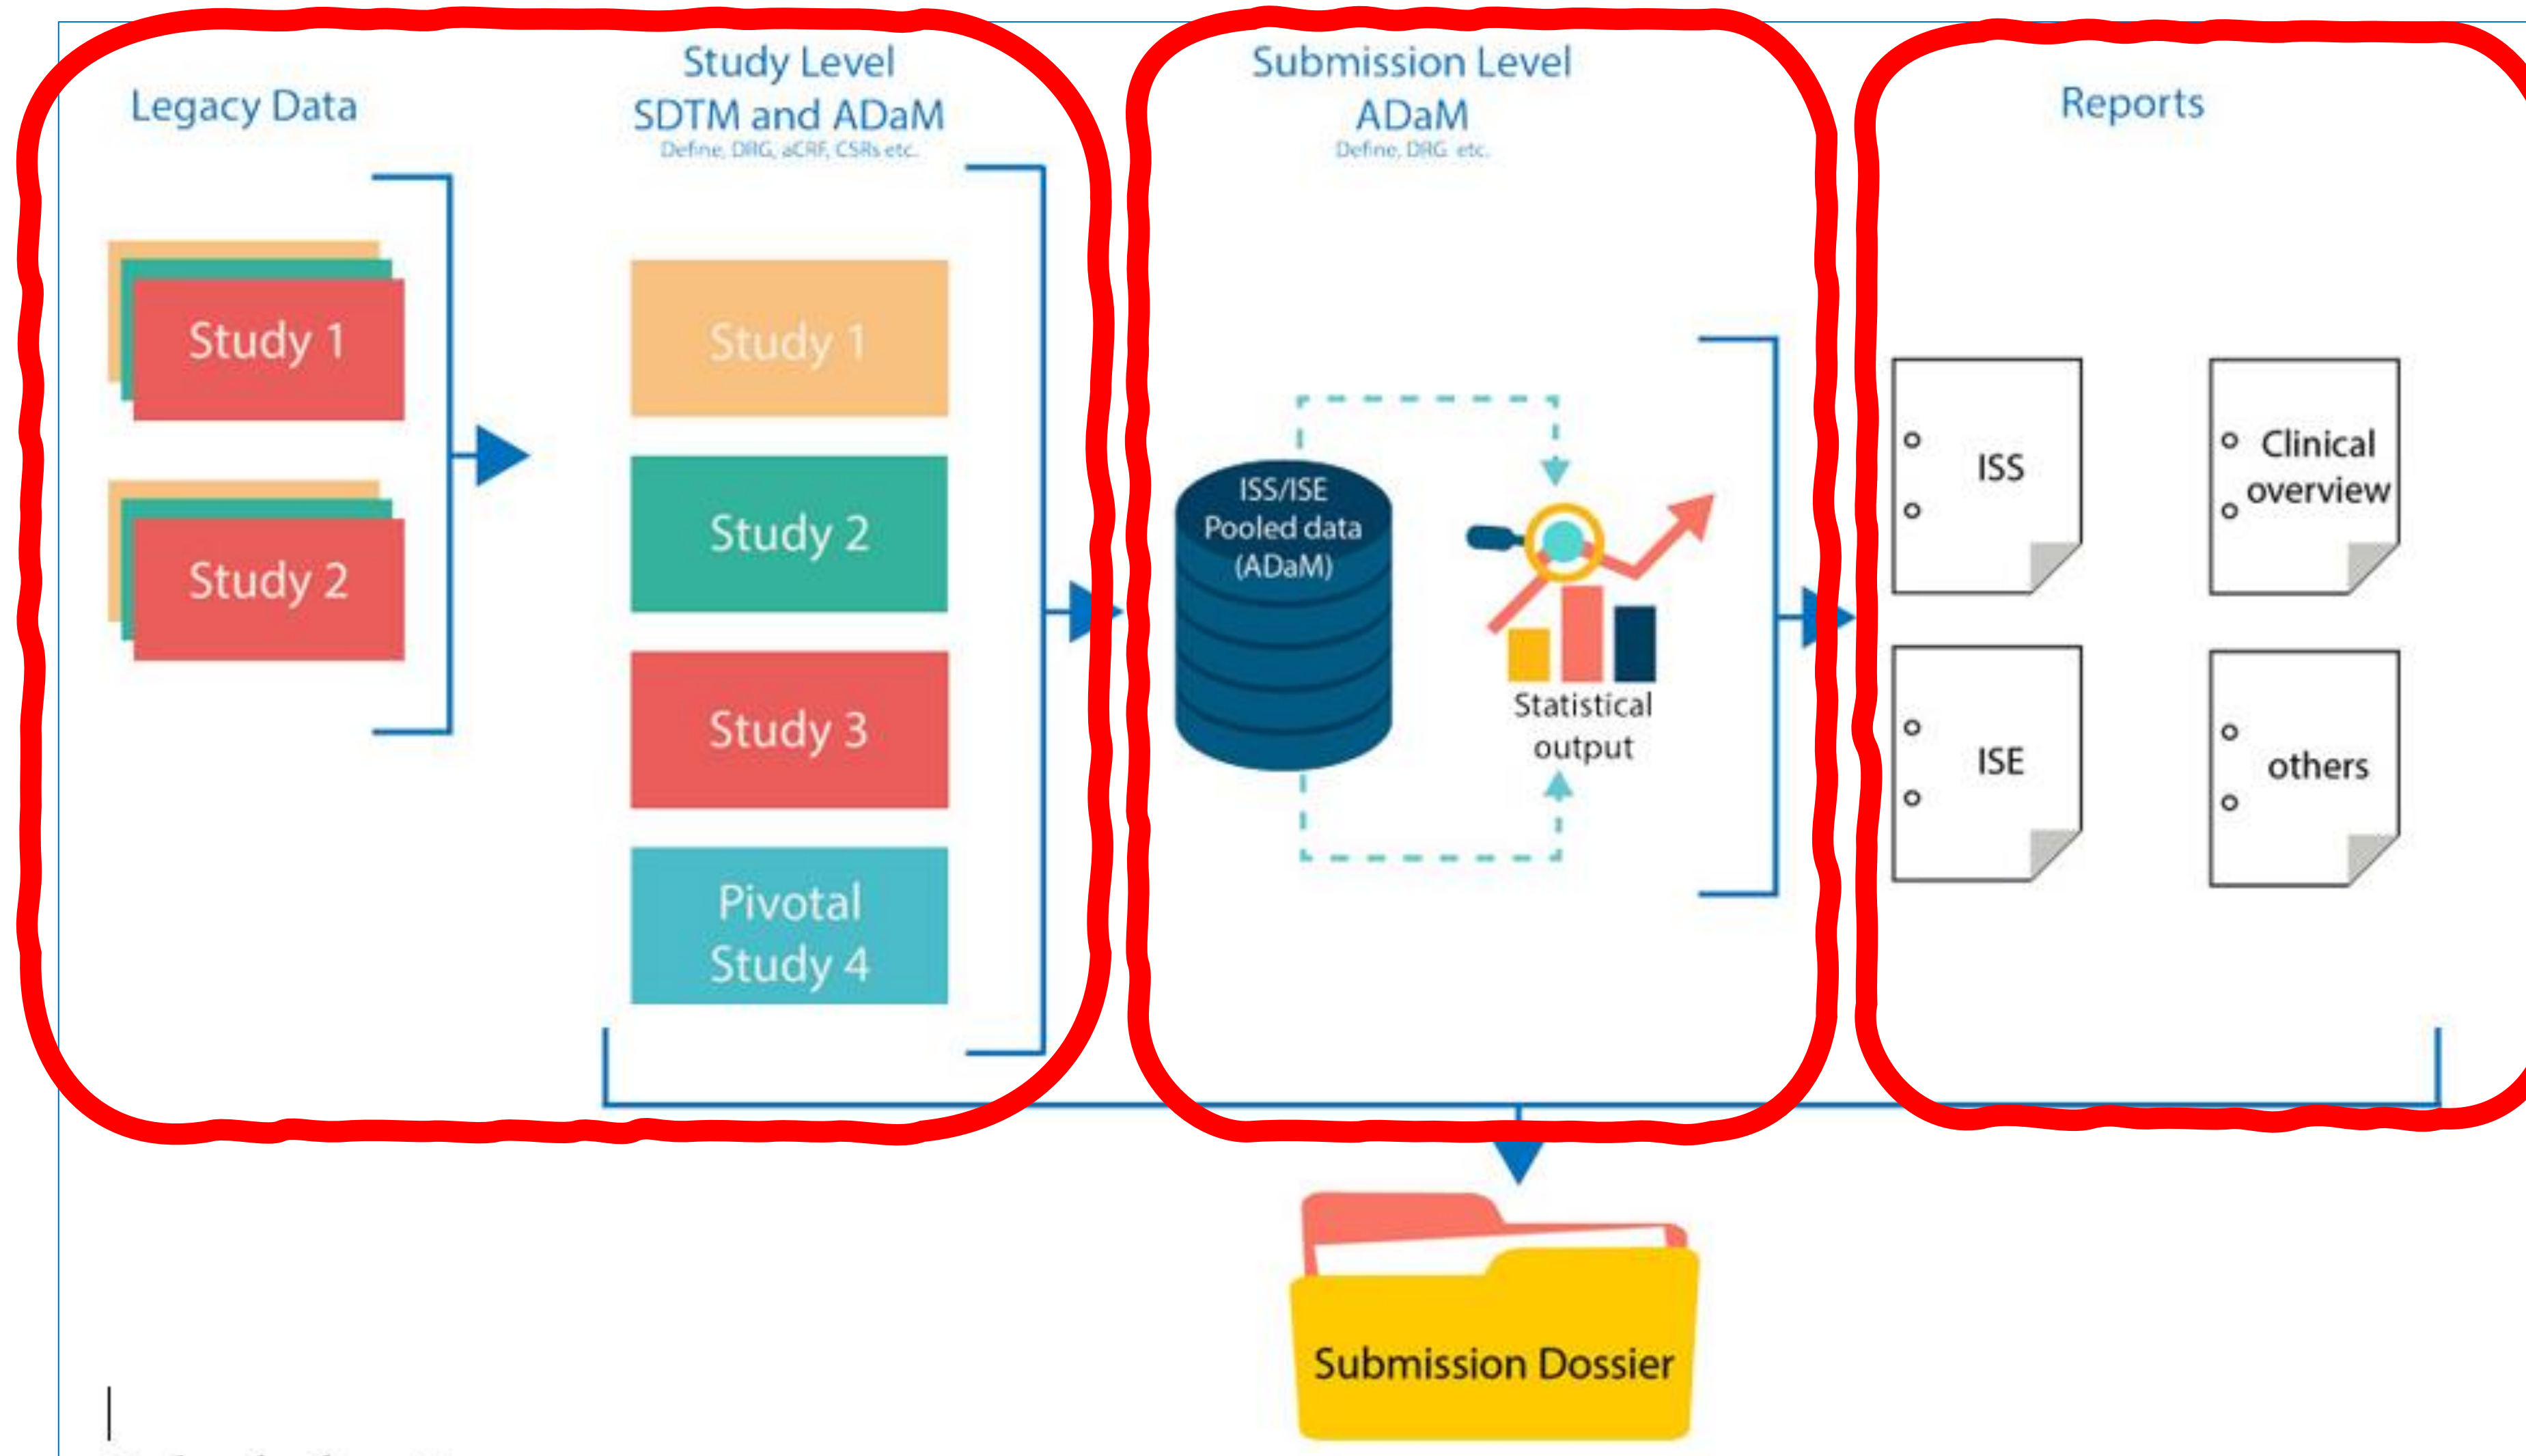 Legacy Data
Study 1
Study 2
Study Level
SDTM and ADaM
Define, DRG, aCRF, CSRs etc.
Study 1
Study 2
Study 3
Pivotal
Study 4
Submission Level
ADaM
Define, DRG etc.
ISS/ISE
Pooled data
(ADaM)
Statistical
output
Reports
ISS
Clinical
overview
ISE
others
Submission Dossier